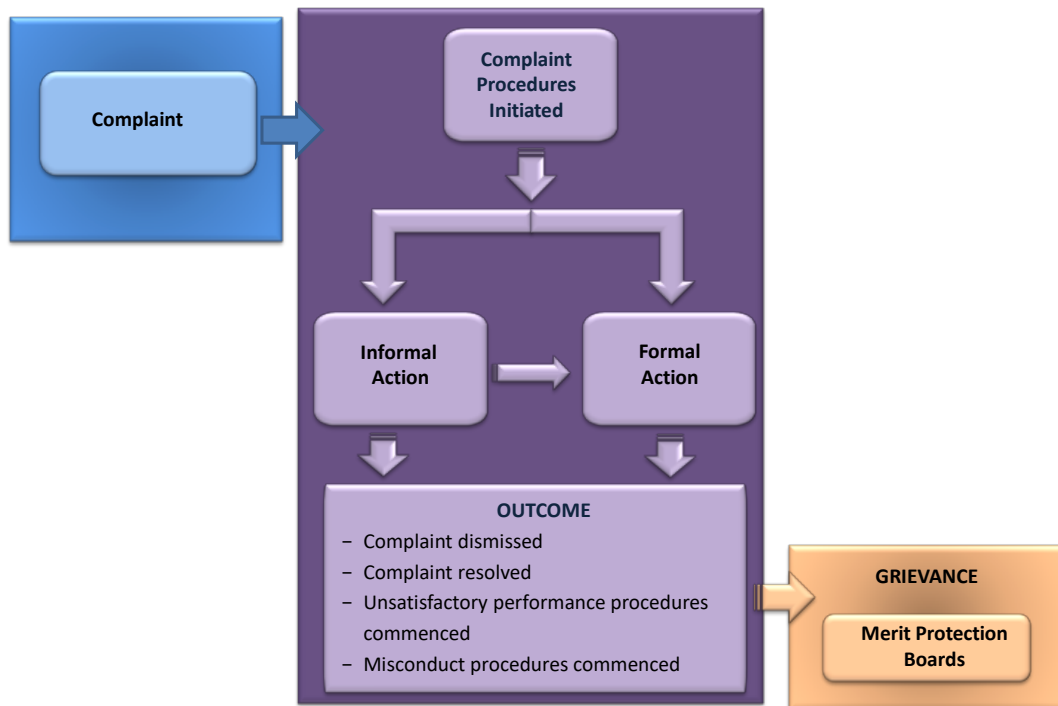 Complaint
Complaint
Procedures
Initiated
Informal
Action
Formal
Action
OUTCOME
− Complaint dismissed
− Complaint resolved
− Unsatisfactory performance procedures
commenced
− Misconduct procedures commenced
GRIEVANCE
Merit Protection
Boards